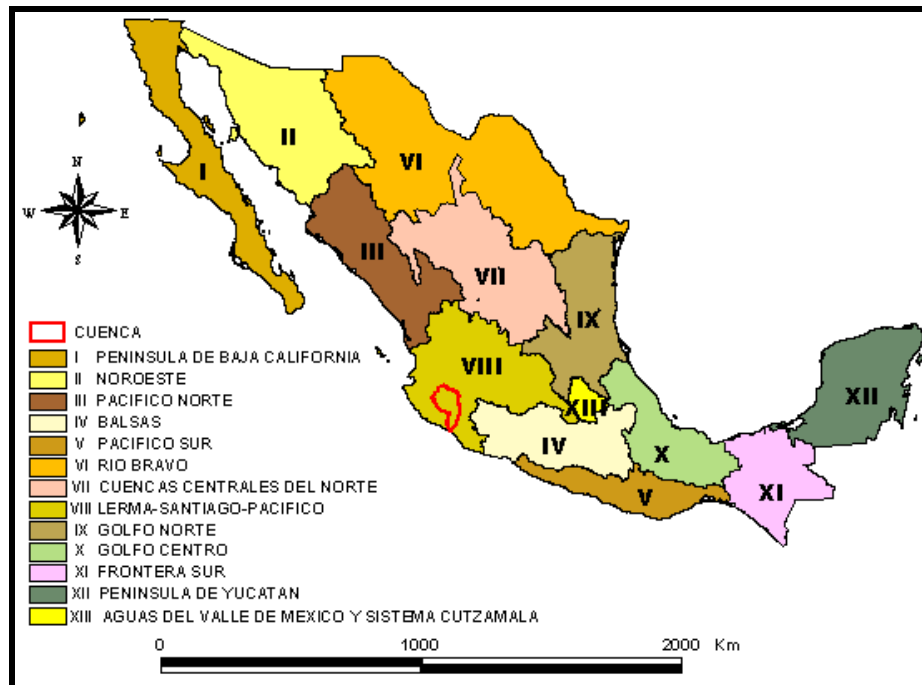 II
VI
I
N
W E
S
III
VII
IX
VIII
XII
XIII
IV
X
V
XI
CUENCA
I PENINSULA DE BAJA CALIFORNIA
II NOROESTE
III PACIFICO NORTE
IV BALSAS
V PACIFICO SUR
VI RIO BRAVO
VII CUENCAS CENTRALES DEL NORTE
VIII LERMA-SANTIAGO-PACIFICO
IX GOLFO NORTE
X GOLFO CENTRO
XI FRONTERA SUR
XII PENINSULA DE YUCATAN
XIII AGUAS DEL VALLE DE MEXICO Y SISTEMA CUTZAMALA
0 1000 2000 Km